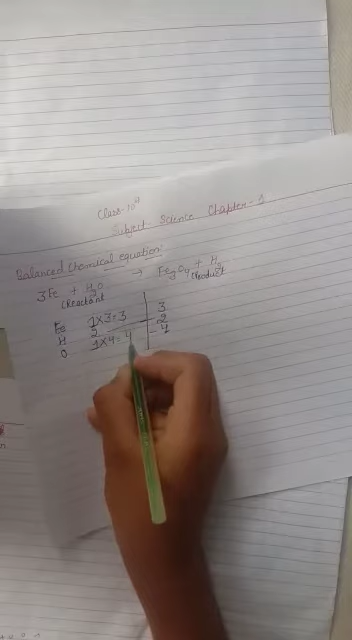 Class-10th
Subject- Science Chapter-1
Balanced Chemical equation:
3Fe + H2O → Fe3O4 + H2
(Reactant (Product
Fe 1×3=3 3
H 2 2
O 1×4=4 4